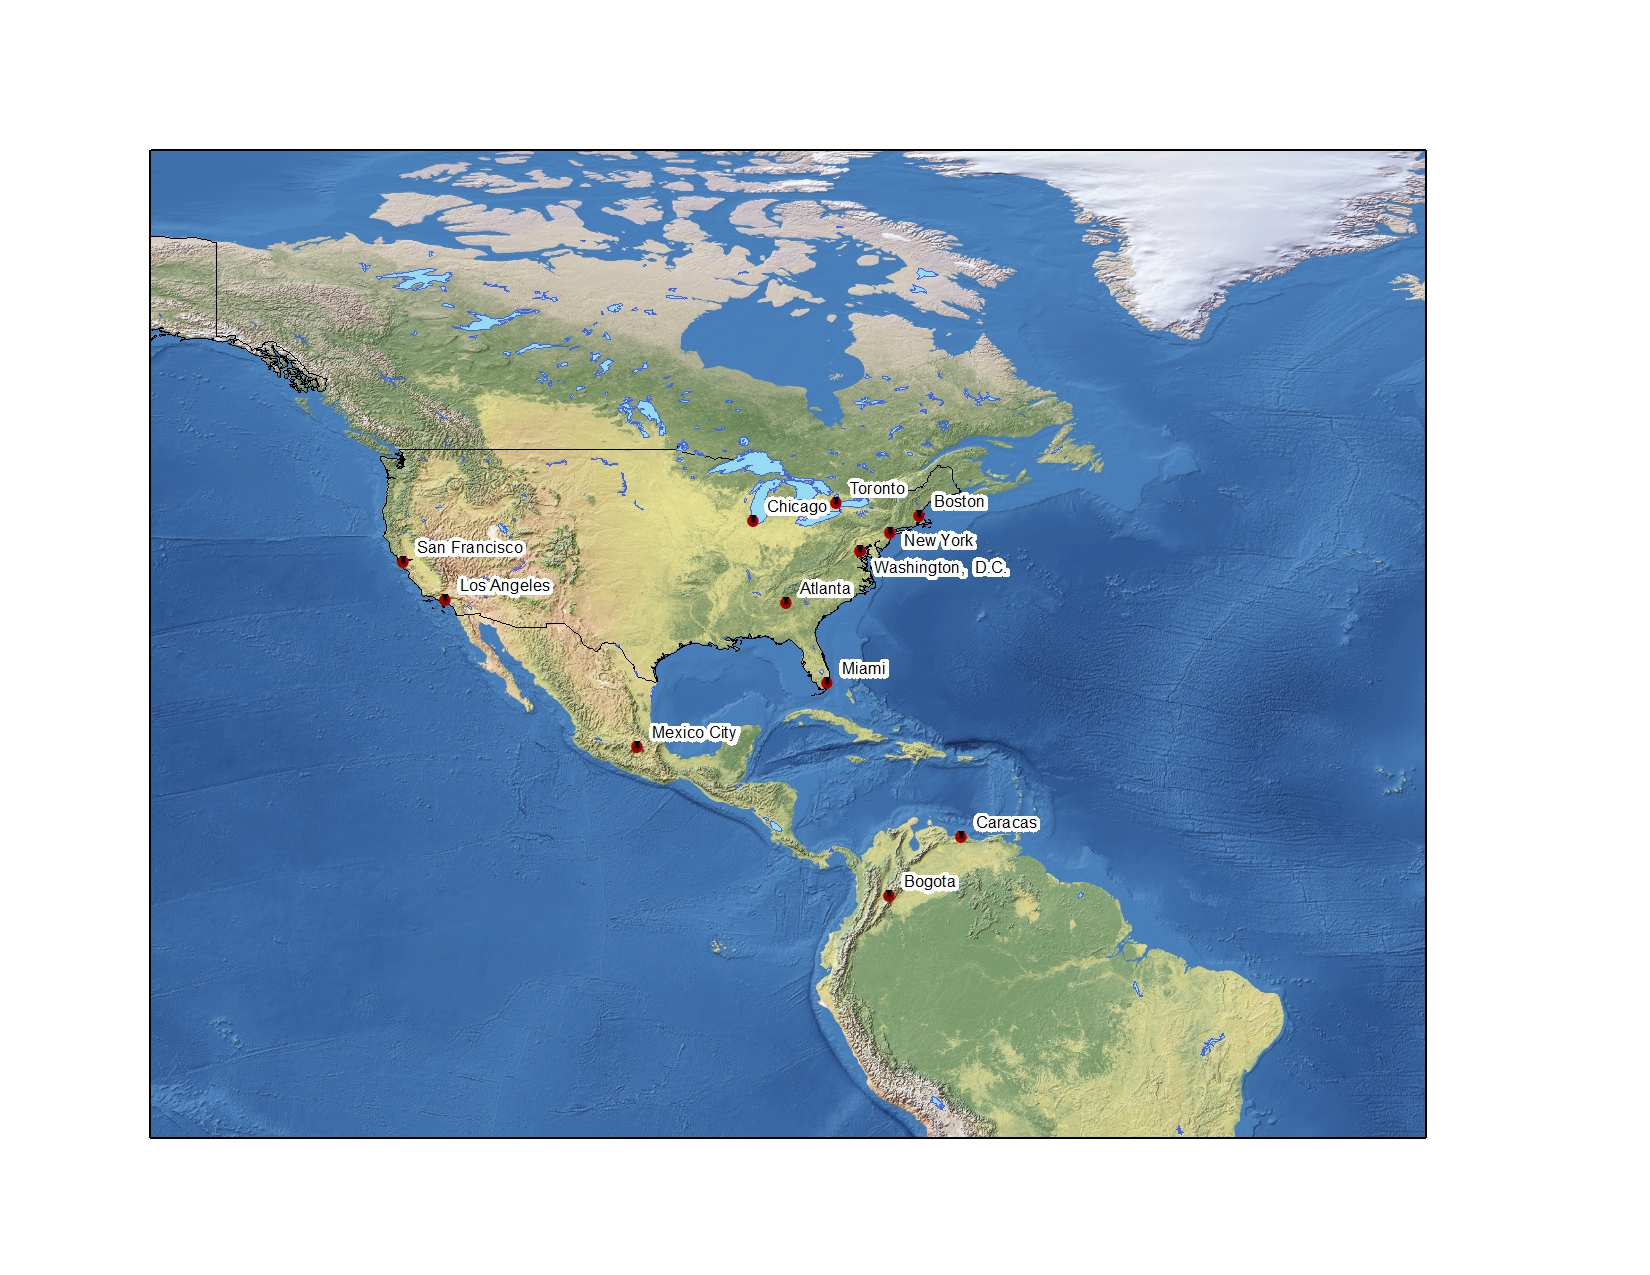 Toronto
Boston
Chicago
New York
San Francisco
Washington, D.C.
Los Angeles
Atlanta
Miami
Mexico City
Caracas
Bogota